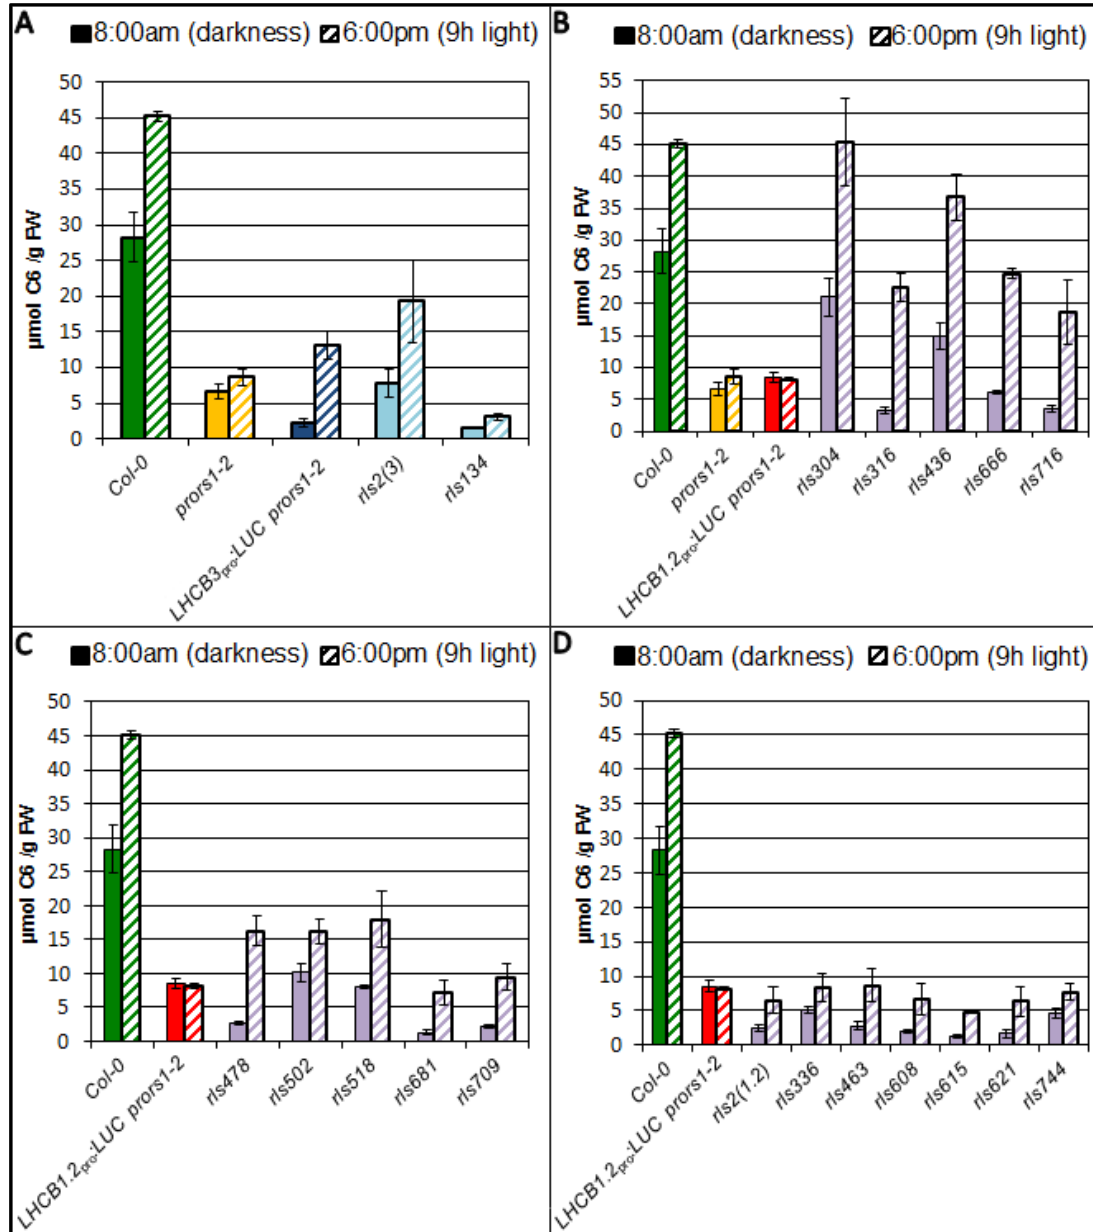 A
8:00am (darkness) 6:00pm (9h light)
50
45
40
35
30
25
20
15
10
5
0
µmol C6 /g FW
Col-0
prors1-2
LHCB3pro:LUC prors1-2
rls2(3)
rls134
B
8:00am (darkness) 6:00pm (9h light)
55
50
45
40
35
30
25
20
15
10
5
0
µmol C6 /g FW
Col-0
prors1-2
LHCB1.2pro:LUC prors1-2
rls304
rls316
rls436
rls666
rls716
C
8:00am (darkness) 6:00pm (9h light)
50
45
40
35
30
25
20
15
10
5
0
µmol C6 /g FW
Col-0
LHCB1.2pro:LUC prors1-2
rls478
rls502
rls518
rls681
rls709
D
8:00am (darkness) 6:00pm (9h light)
50
45
40
35
30
25
20
15
10
5
0
µmol C6 /g FW
Col-0
LHCB1.2pro:LUC prors1-2
rls2(1.2)
rls336
rls463
rls608
rls615
rls621
rls744